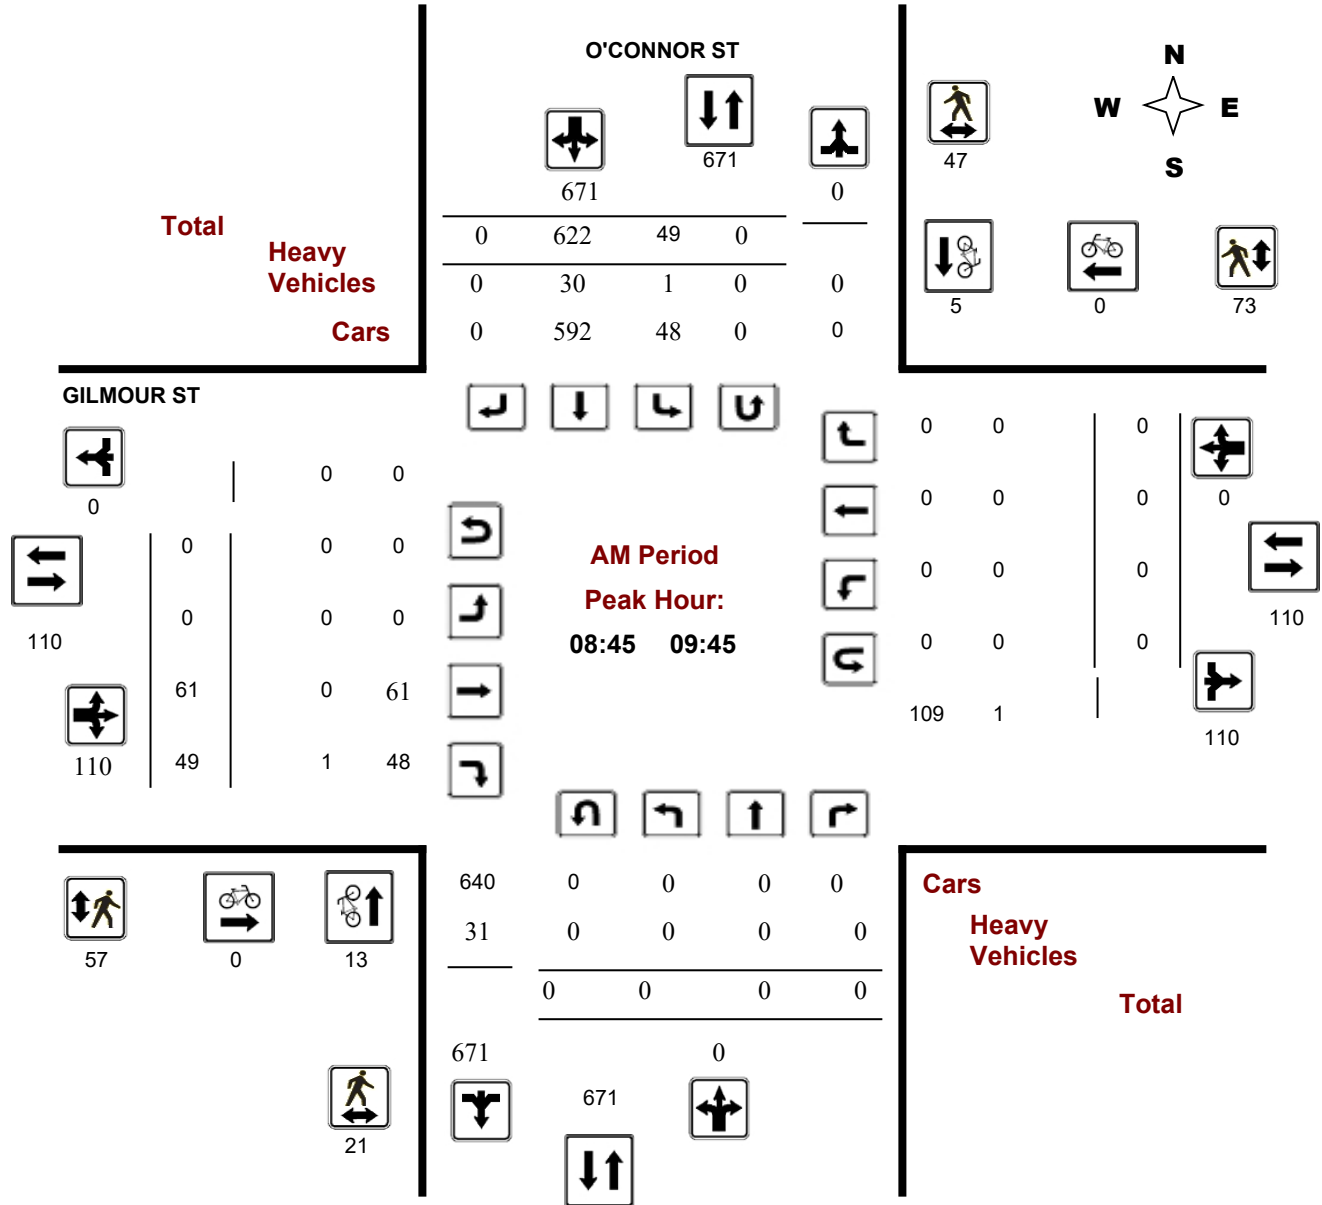 O'CONNOR ST
N
W E
S
671
47
671 0
Total 0 622 49 0
Heavy
Vehicles 0 30 1 0 0
5 0 73
Cars 0 592 48 0 0
GILMOUR ST
0 0 0
0 0
0 0 0 0
0
0 0 0
AM Period
0 0 0
Peak Hour:
0 0 0
110
110
08:45 09:45
0 0 0
61 0 61
109 1
110
110 49 1 48
640 0 0 0 0 Cars
31 0 0 0 0 Heavy
Vehicles
57 0 13
0 0 0 0
Total
671 0
671
21